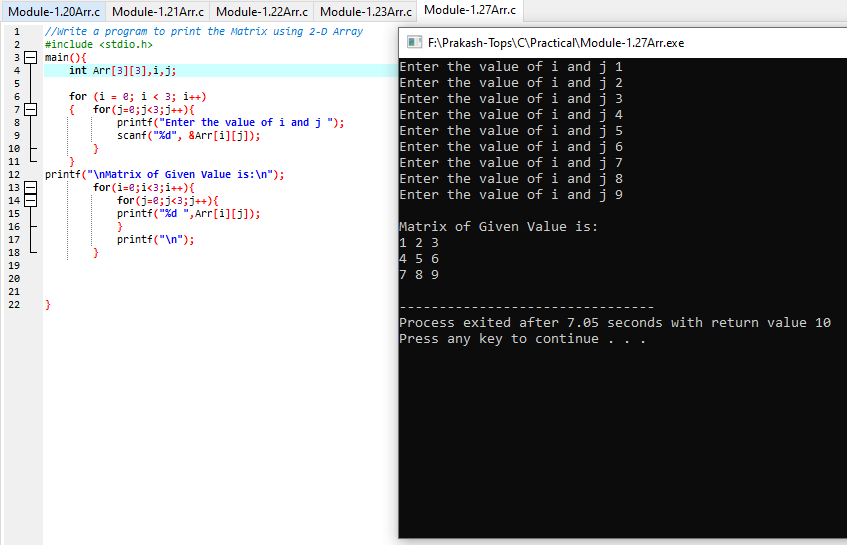 Module-1.20Arr.c Module-1.21Arr.c Module-1.22Arr.c Module-1.23Arr.c Module-1.27Arr.c
1 //Write a program to print the Matrix using 2-D Array
2 #include <stdio.h>
3 main(){
4 int Arr[3][3],i,j;
5
6 for (i = 0; i < 3; i++)
7 { for(j=0;j<3;j++){
8 printf("Enter the value of i and j ");
9 scanf("%d", &Arr[i][j]);
10 }
11 }
12 printf("\nMatrix of Given Value is:\n");
13 for(i=0;i<3;i++){
14 for(j=0;j<3;j++){
15 printf("%d ",Arr[i][j]);
16 }
17 printf("\n");
18 }
19
20
21
22 }
F:\Prakash-Tops\C\Practical\Module-1.27Arr.exe
Enter the value of i and j 1
Enter the value of i and j 2
Enter the value of i and j 3
Enter the value of i and j 4
Enter the value of i and j 5
Enter the value of i and j 6
Enter the value of i and j 7
Enter the value of i and j 8
Enter the value of i and j 9
Matrix of Given Value is:
1 2 3
4 5 6
7 8 9
--------------------------------
Process exited after 7.05 seconds with return value 10
Press any key to continue . . .